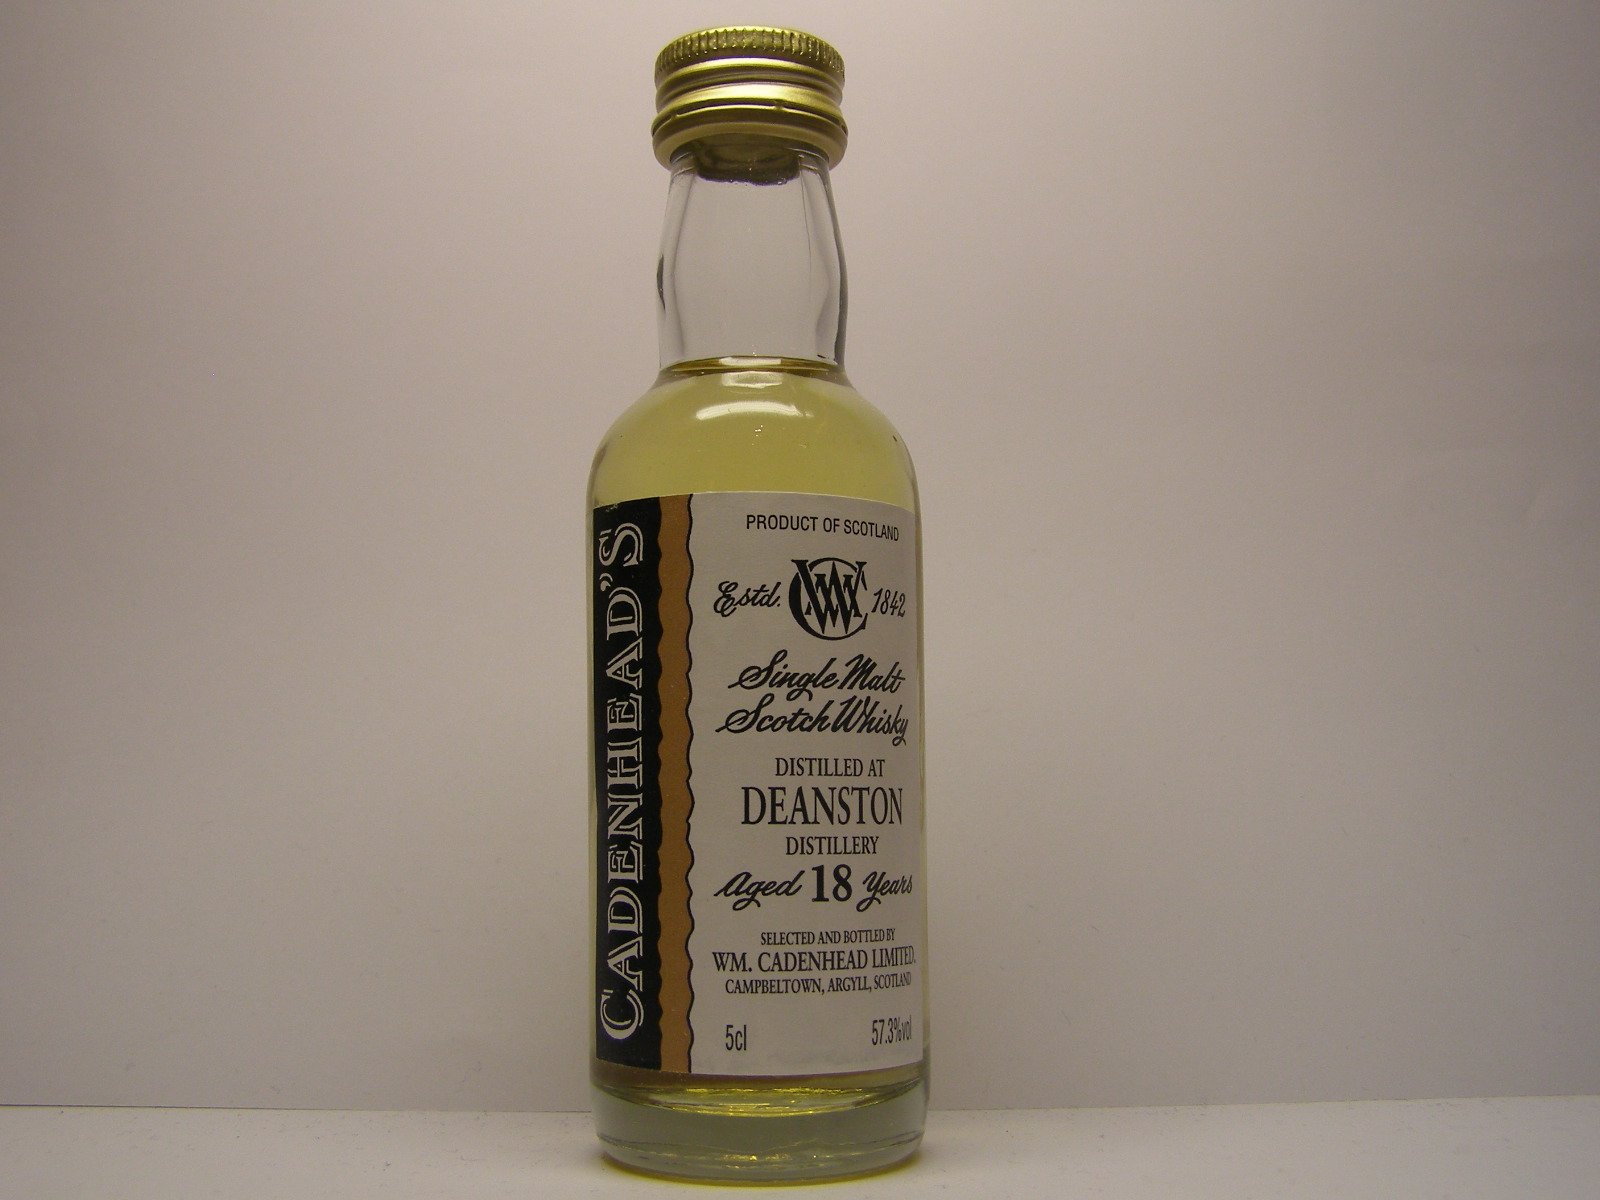 CADENHEAD'S
PRODUCT OF SCOTLAND
Estd. WC 1842
Single Malt
Scotch Whisky
DISTILLED AT
DEANSTON
DISTILLERY
Aged 18 Years
SELECTED AND BOTTLED BY
WM. CADENHEAD LIMITED.
CAMPBELTOWN, ARGYLL, SCOTLAND
5cl 57.3%vol